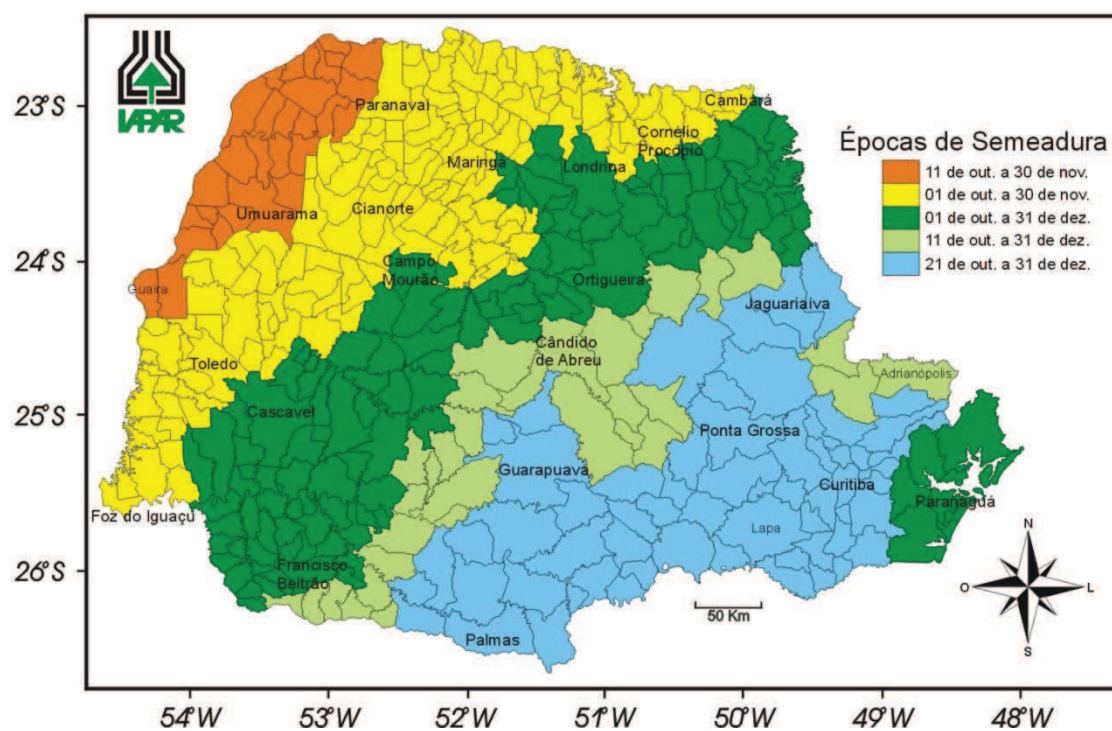 IAPAR
Épocas de Semeadura
11 de out. a 30 de nov.
01 de out. a 30 de nov.
01 de out. a 31 de dez.
11 de out. a 31 de dez.
21 de out. a 31 de dez.
23°S
24°S
25°S
26°S
Paranavaí
Cambará
Cornélio
Procópio
Maringá
Londrina
Umuarama
Cianorte
Campo
Mourão
Guaíra
Ortigueira
Jaguariaíva
Cândido
de Abreu
Toledo
Adrianópolis
Cascavel
Ponta Grossa
Guarapuava
Curitiba
Paranaguá
Foz do Iguaçú
Lapa
Francisco
Beltrão
Palmas
50 Km
N
O
L
S
54°W
53°W
52°W
51°W
50°W
49°W
48°W